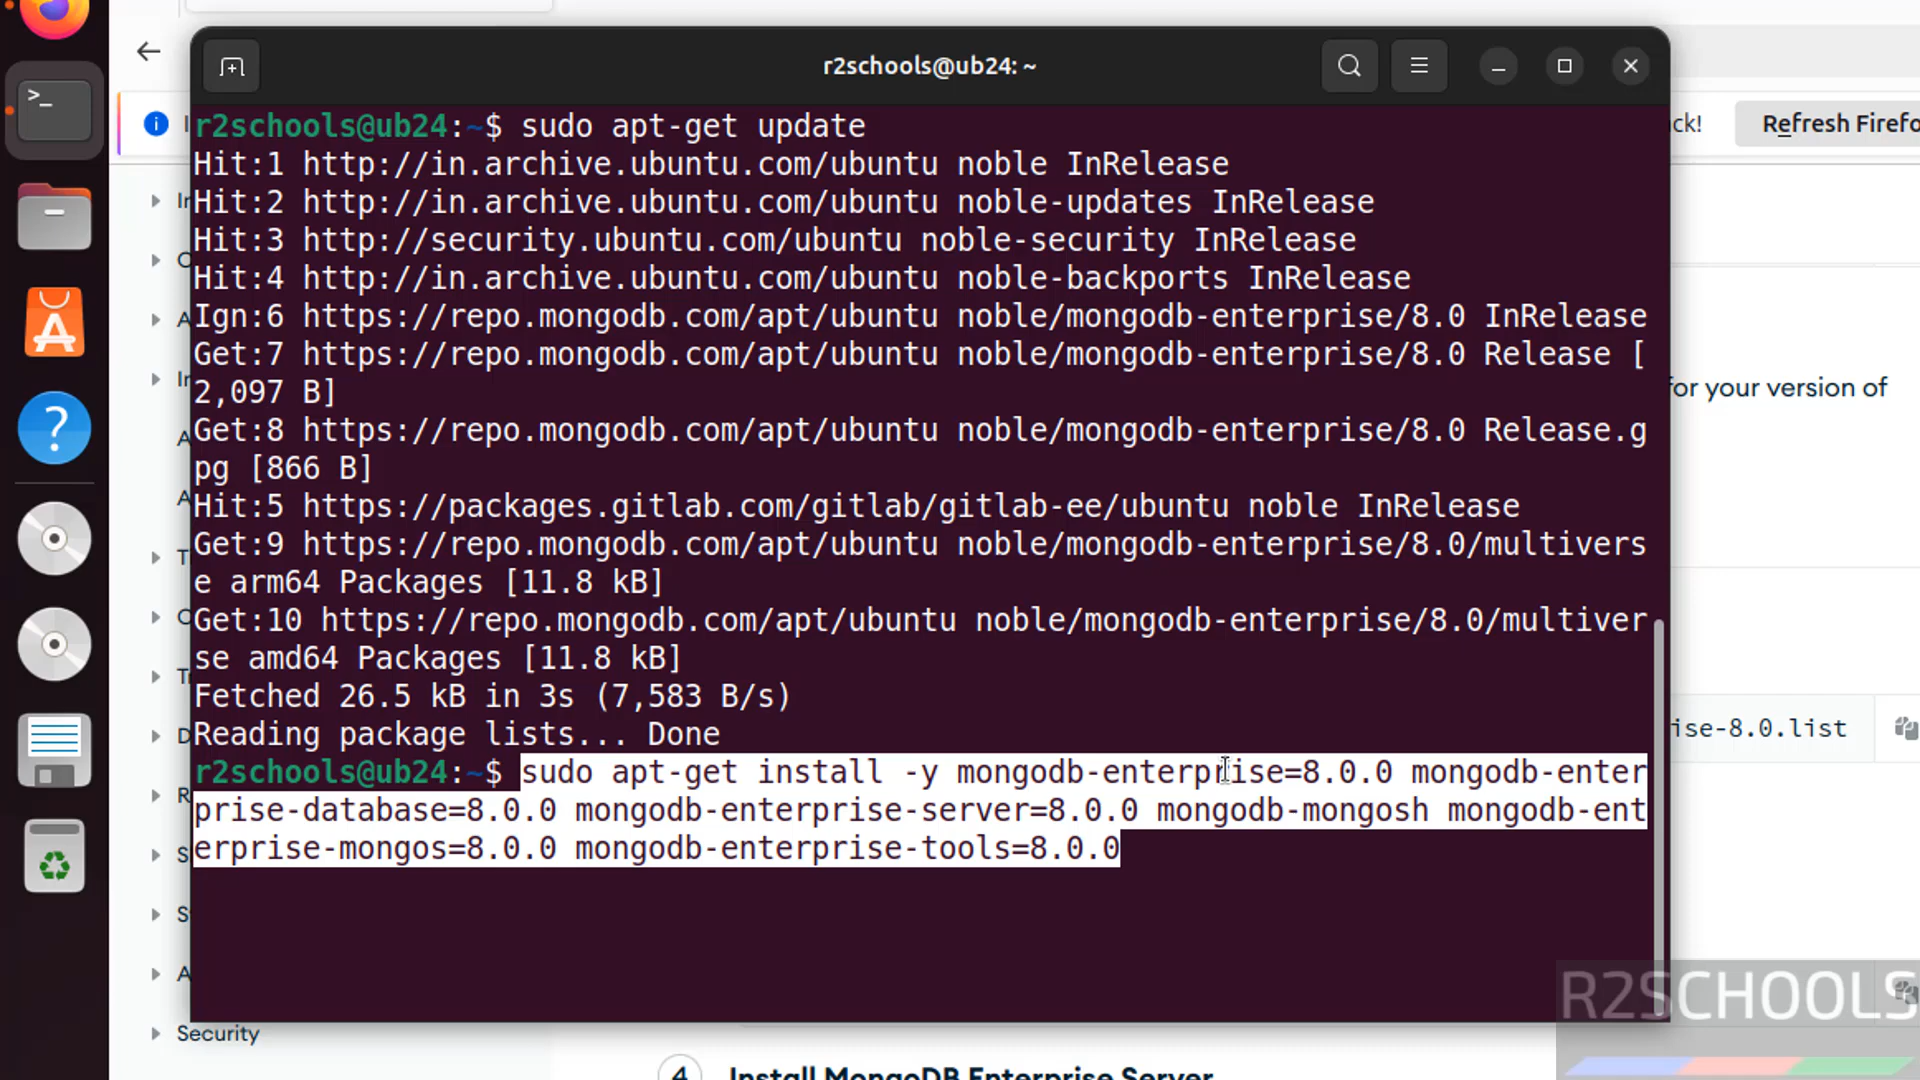 r2schools@ub24: ~
r2schools@ub24:~$ sudo apt-get update
Hit:1 http://in.archive.ubuntu.com/ubuntu noble InRelease
Hit:2 http://in.archive.ubuntu.com/ubuntu noble-updates InRelease
Hit:3 http://security.ubuntu.com/ubuntu noble-security InRelease
Hit:4 http://in.archive.ubuntu.com/ubuntu noble-backports InRelease
Ign:6 https://repo.mongodb.com/apt/ubuntu noble/mongodb-enterprise/8.0 InRelease
Get:7 https://repo.mongodb.com/apt/ubuntu noble/mongodb-enterprise/8.0 Release [
2,097 B]
Get:8 https://repo.mongodb.com/apt/ubuntu noble/mongodb-enterprise/8.0 Release.g
pg [866 B]
Hit:5 https://packages.gitlab.com/gitlab/gitlab-ee/ubuntu noble InRelease
Get:9 https://repo.mongodb.com/apt/ubuntu noble/mongodb-enterprise/8.0/multivers
e arm64 Packages [11.8 kB]
Get:10 https://repo.mongodb.com/apt/ubuntu noble/mongodb-enterprise/8.0/multiver
se amd64 Packages [11.8 kB]
Fetched 26.5 kB in 3s (7,583 B/s)
Reading package lists... Done
r2schools@ub24:~$ sudo apt-get install -y mongodb-enterprise=8.0.0 mongodb-enter
prise-database=8.0.0 mongodb-enterprise-server=8.0.0 mongodb-mongosh mongodb-ent
erprise-mongos=8.0.0 mongodb-enterprise-tools=8.0.0
ck!
Refresh Firefo
for your version of
ise-8.0.list
Security
4 Install MongoDB Enterprise Server
R2SCHOOLS